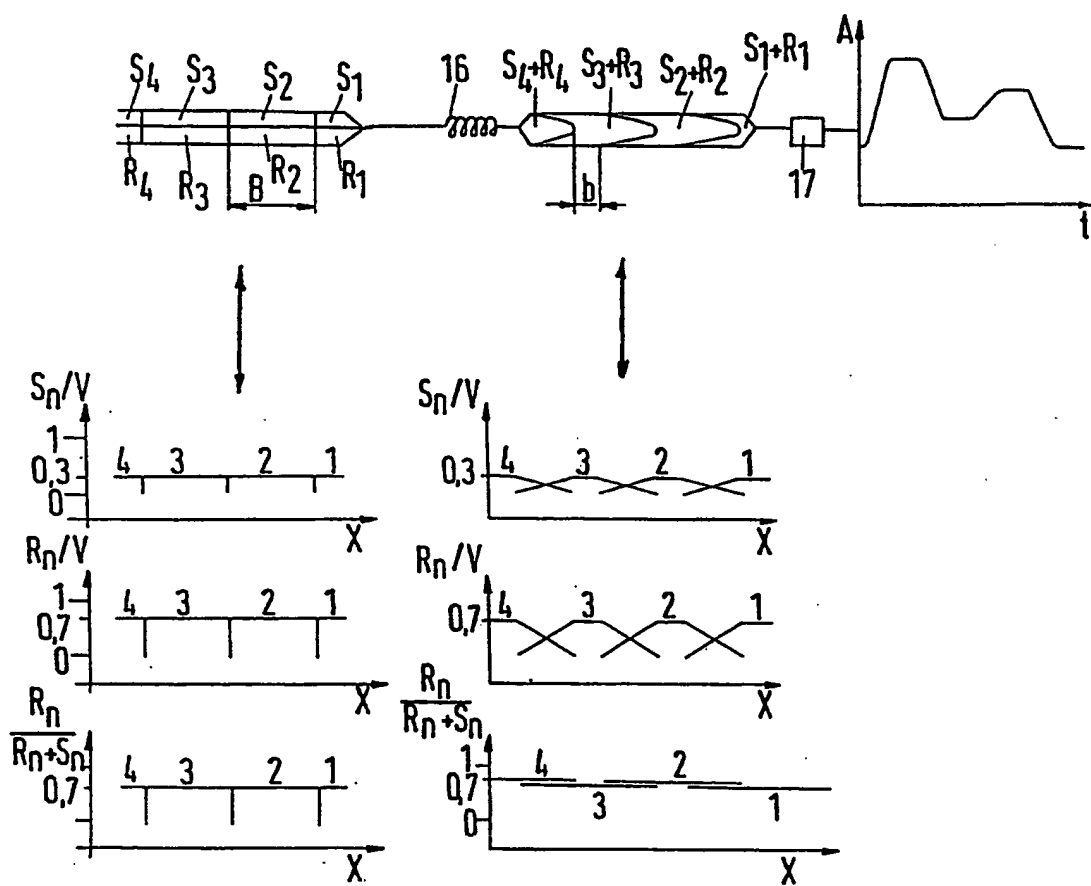 A
S4 S3 S2 S1 16 S4+R4 S3+R3 S2+R2 S1+R1
R4 R3 R2 R1 B b 17 t
Sn/V
1
0,3
0
4 3 2 1
X
Sn/V
0,3
4 3 2 1
X
Rn/V
1
0,7
0
4 3 2 1
X
Rn/V
0,7
4 3 2 1
X
Rn
Rn+Sn
0,7
4 3 2 1
X
Rn
Rn+Sn
1
0,7
0
4 2
3 1
X